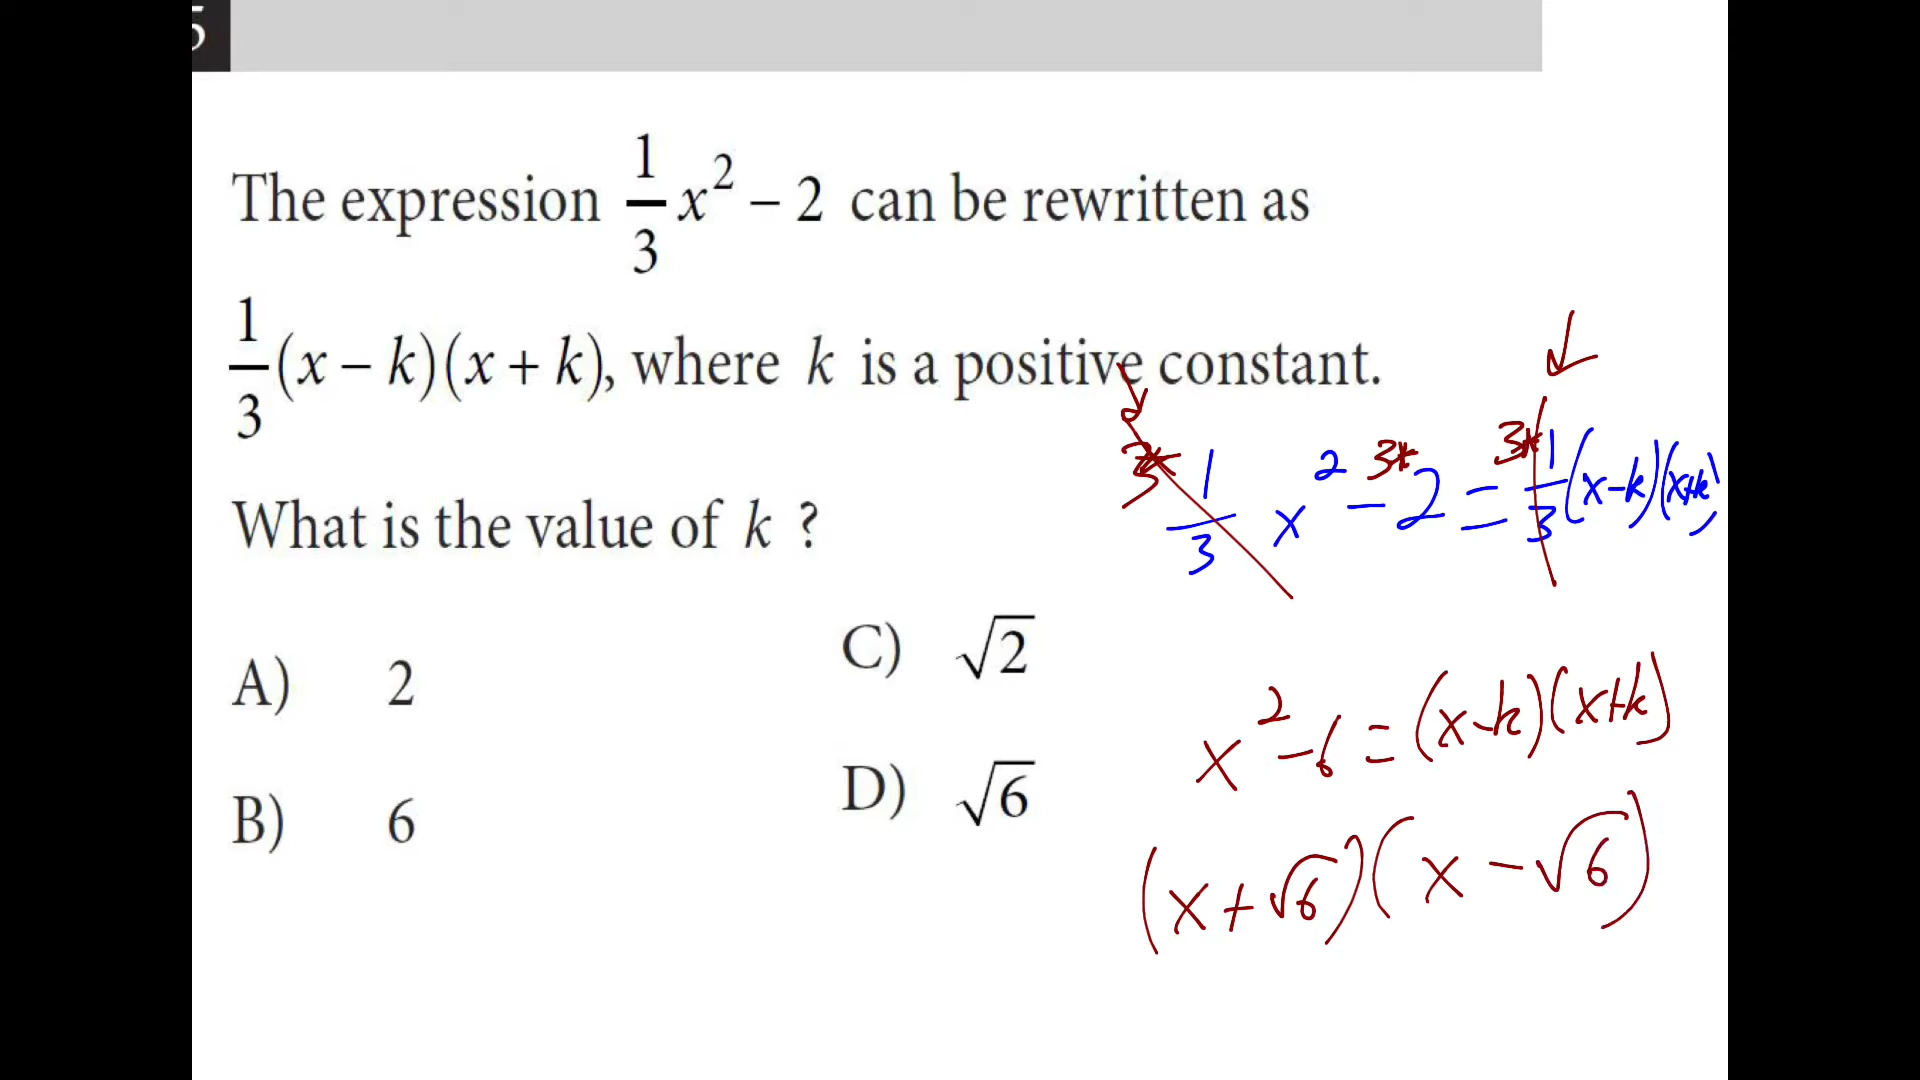 5
The expression 1/3 x² – 2 can be rewritten as
1/3 (x – k)(x + k), where k is a positive constant.
What is the value of k ?
A) 2
B) 6
C) √2
D) √6
3* 1/3 x² – 3* 2 = 3* 1/3 (x–k)(x+k)
x² – 6 = (x–k)(x+k)
(x + √6)(x – √6)